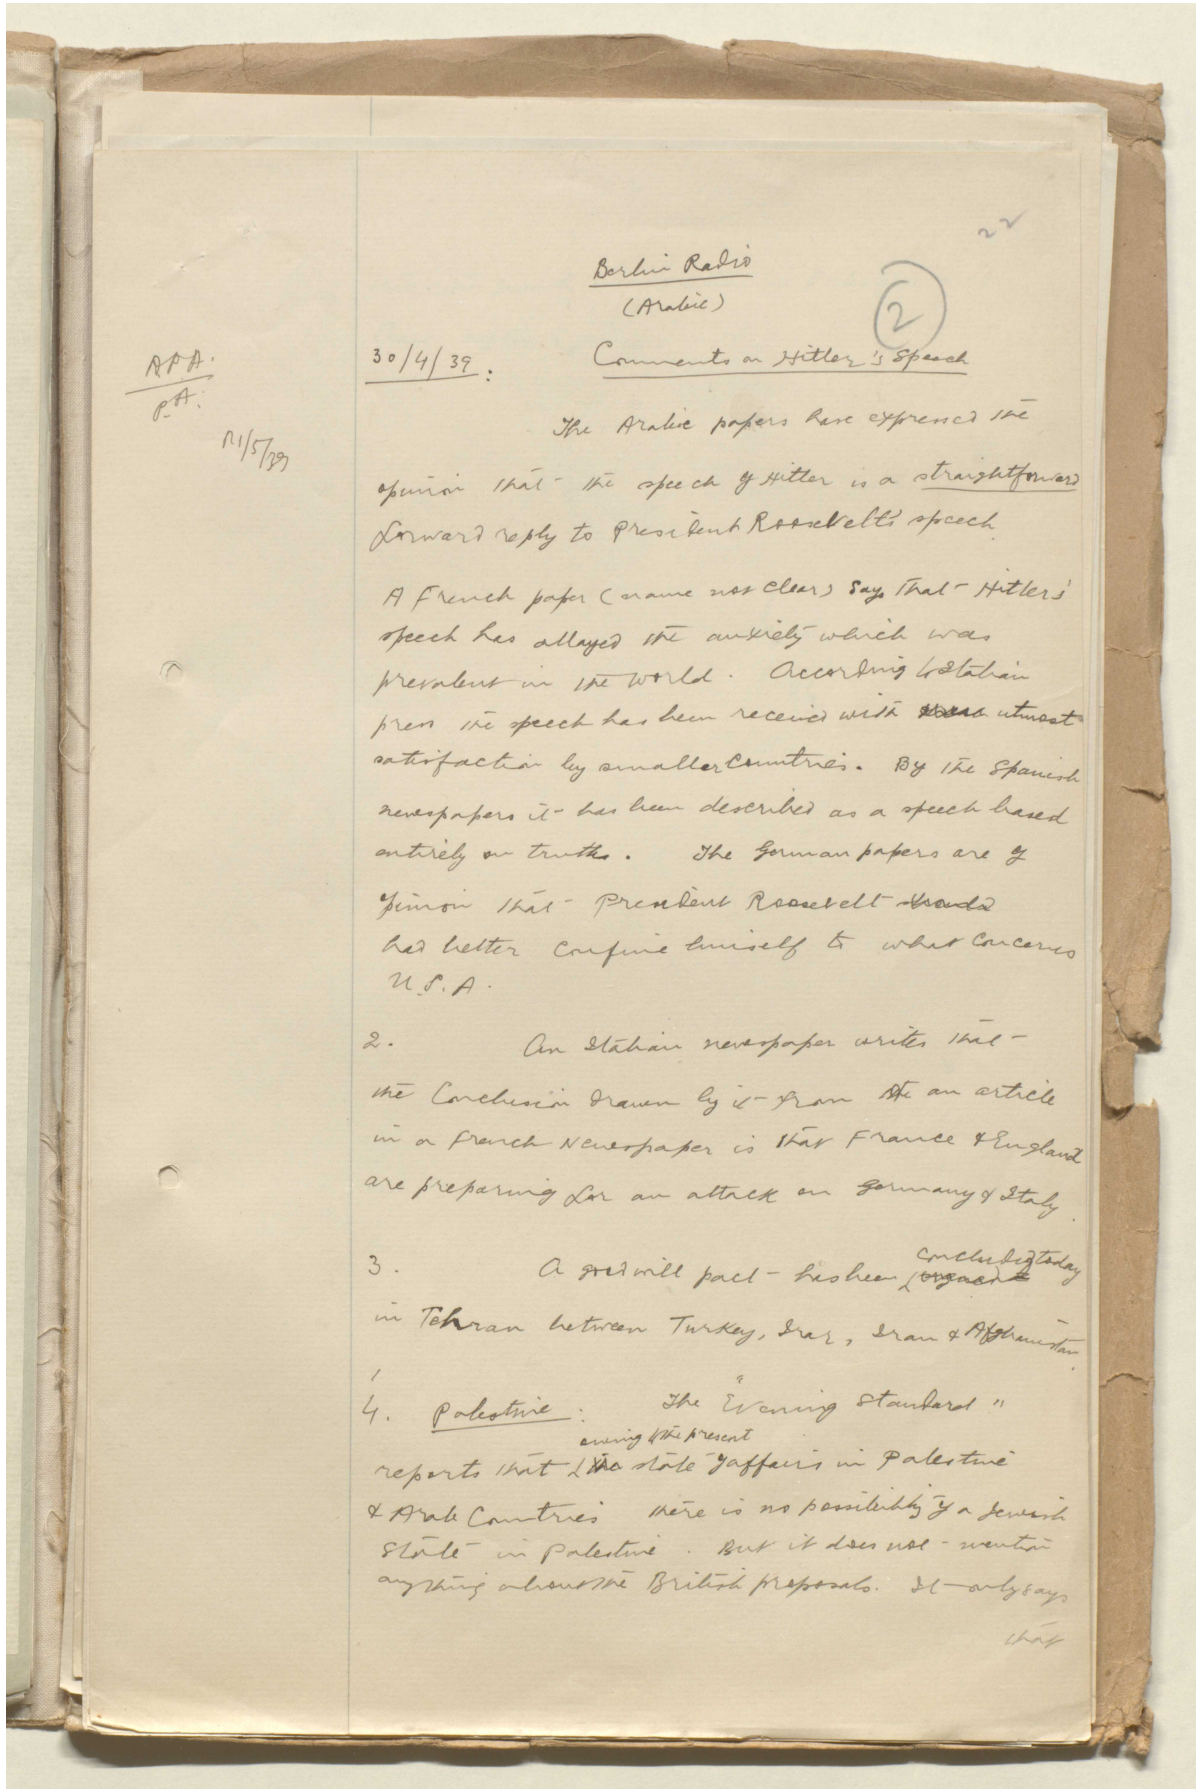 22
Berlin Radio
(Arabic)
2
30/4/39:
Comments on Hitler's Speech
A.P.A.
P.A.
1/5/39
The Arabic papers have expressed the
opinion that the speech of Hitler is a straightforward
forward reply to President Roosevelt's speech.
A French paper (name not clear) says that Hitler's
speech has allayed the anxiety which was
prevalent in the world. According to Italian
press the speech has been received with utmost
satisfaction by smaller countries. By the Spanish
newspapers it has been described as a speech based
entirely on truths. The German papers are of
opinion that President Roosevelt
had better confine himself to what concerns
U.S.A.
2. An Italian newspaper writes that
the conclusion drawn by it from the an article
in a French Newspaper is that France & England
are preparing for an attack on Germany & Italy.
concluded today
3. A goodwill pact has been
in Tehran between Turkey, Iraq, Iran & Afghanistan.
4. Palestine: The "Evening Standard"
owing to the present
reports that the state of affairs in Palestine
& Arab Countries there is no possibility of a Jewish
State in Palestine. But it does not mention
anything about the British proposals. It only says
that